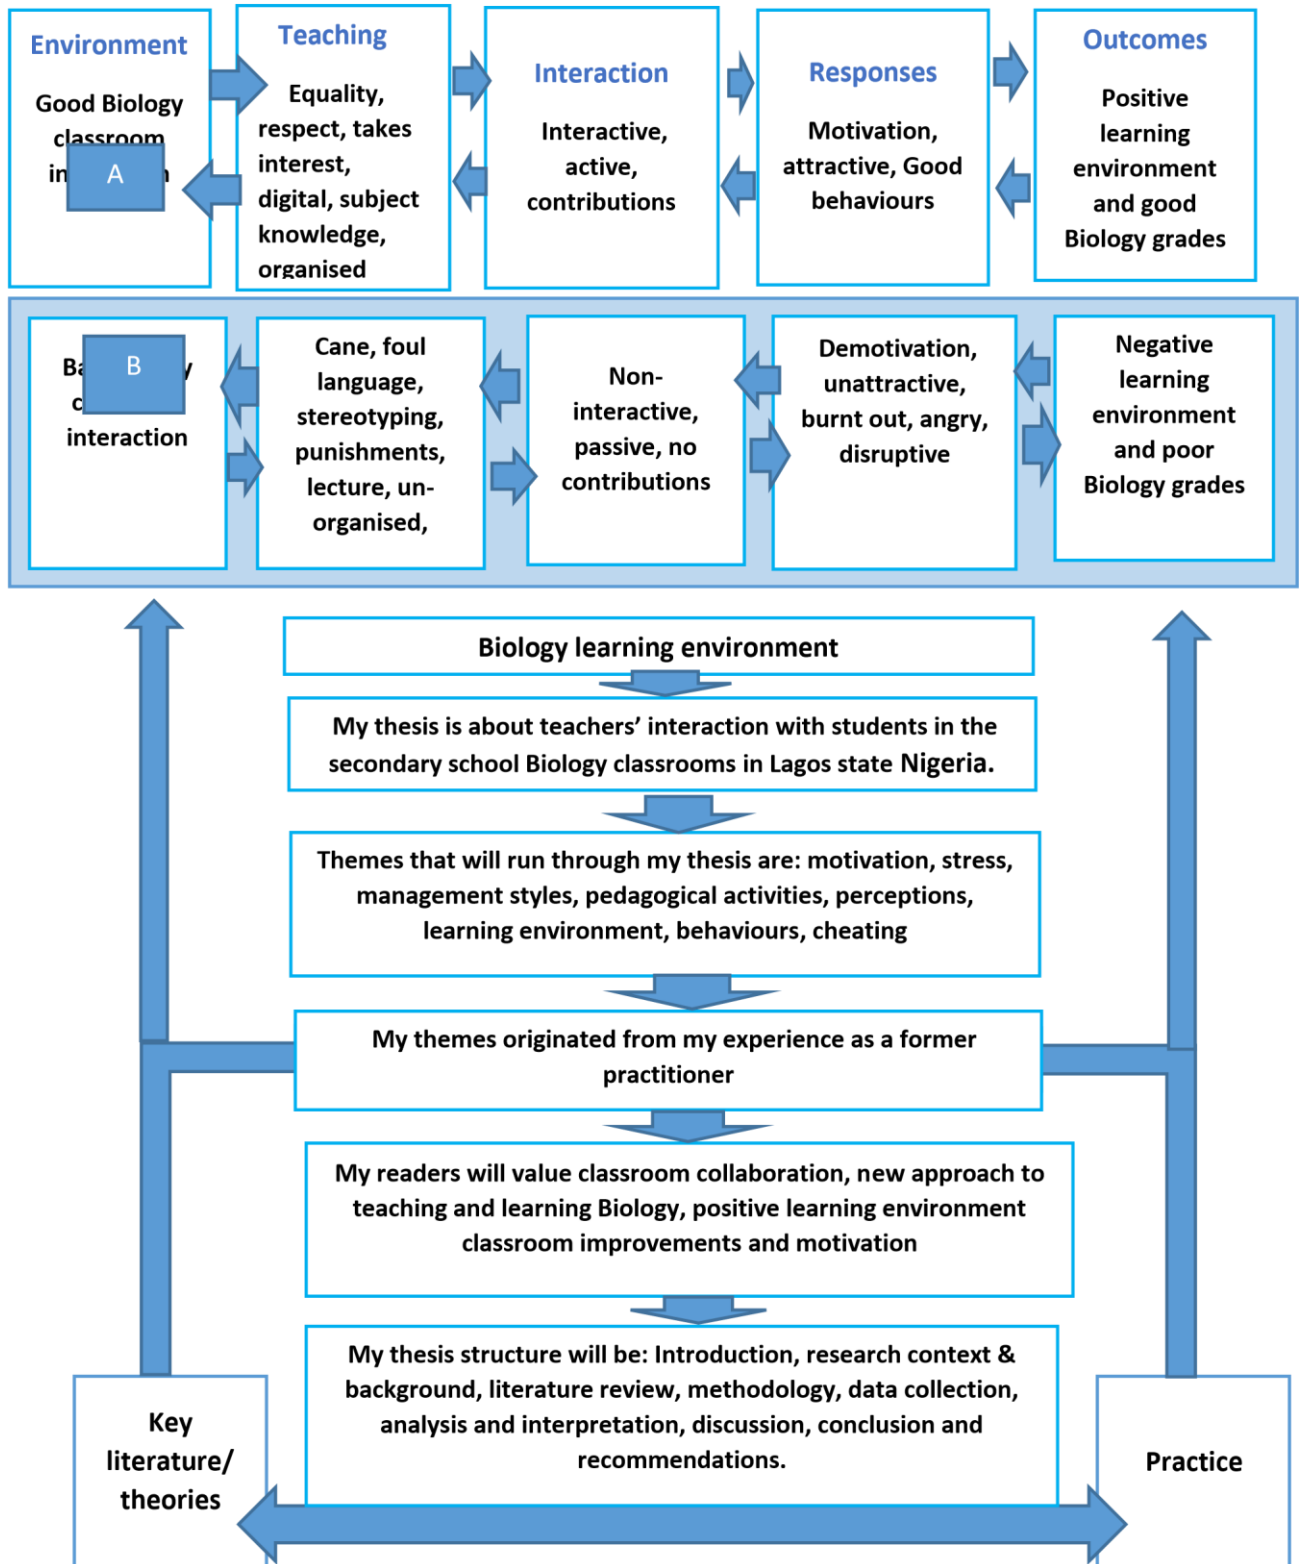 Environment
Good Biology
classroom
A
Teaching
Equality,
respect, takes
interest,
digital, subject
knowledge,
organised
Interaction
Interactive,
active,
contributions
Responses
Motivation,
attractive, Good
behaviours
Outcomes
Positive
learning
environment
and good
Biology grades
B
interaction
Cane, foul
language,
stereotyping,
punishments,
lecture, un-
organised,
Non-
interactive,
passive, no
contributions
Demotivation,
unattractive,
burnt out, angry,
disruptive
Negative
learning
environment
and poor
Biology grades
Biology learning environment
My thesis is about teachers’ interaction with students in the
secondary school Biology classrooms in Lagos state Nigeria.
Themes that will run through my thesis are: motivation, stress,
management styles, pedagogical activities, perceptions,
learning environment, behaviours, cheating
My themes originated from my experience as a former
practitioner
My readers will value classroom collaboration, new approach to
teaching and learning Biology, positive learning environment
classroom improvements and motivation
My thesis structure will be: Introduction, research context &
background, literature review, methodology, data collection,
analysis and interpretation, discussion, conclusion and
recommendations.
Key
literature/
theories
Practice